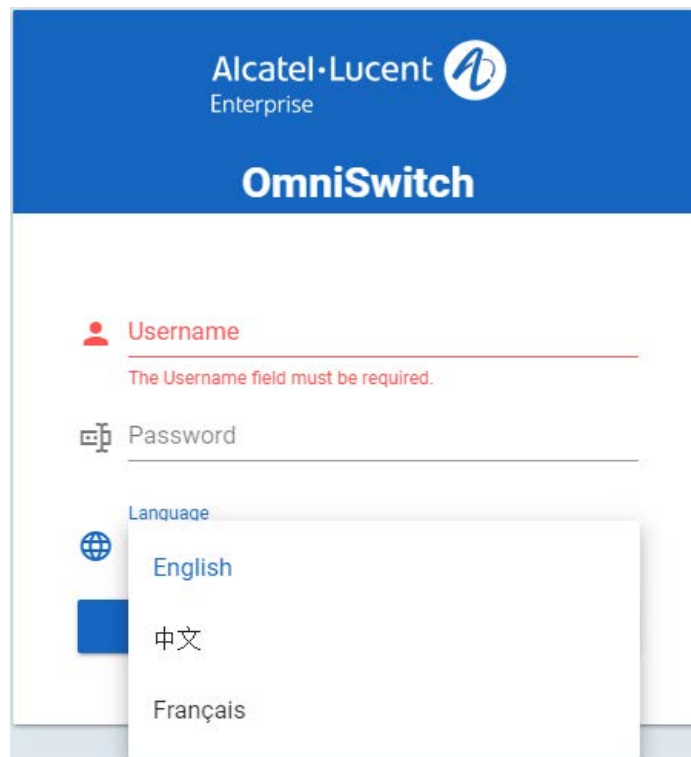 Alcatel·Lucent
Enterprise
OmniSwitch
Username
The Username field must be required.
Password
Language
English
中文
Français